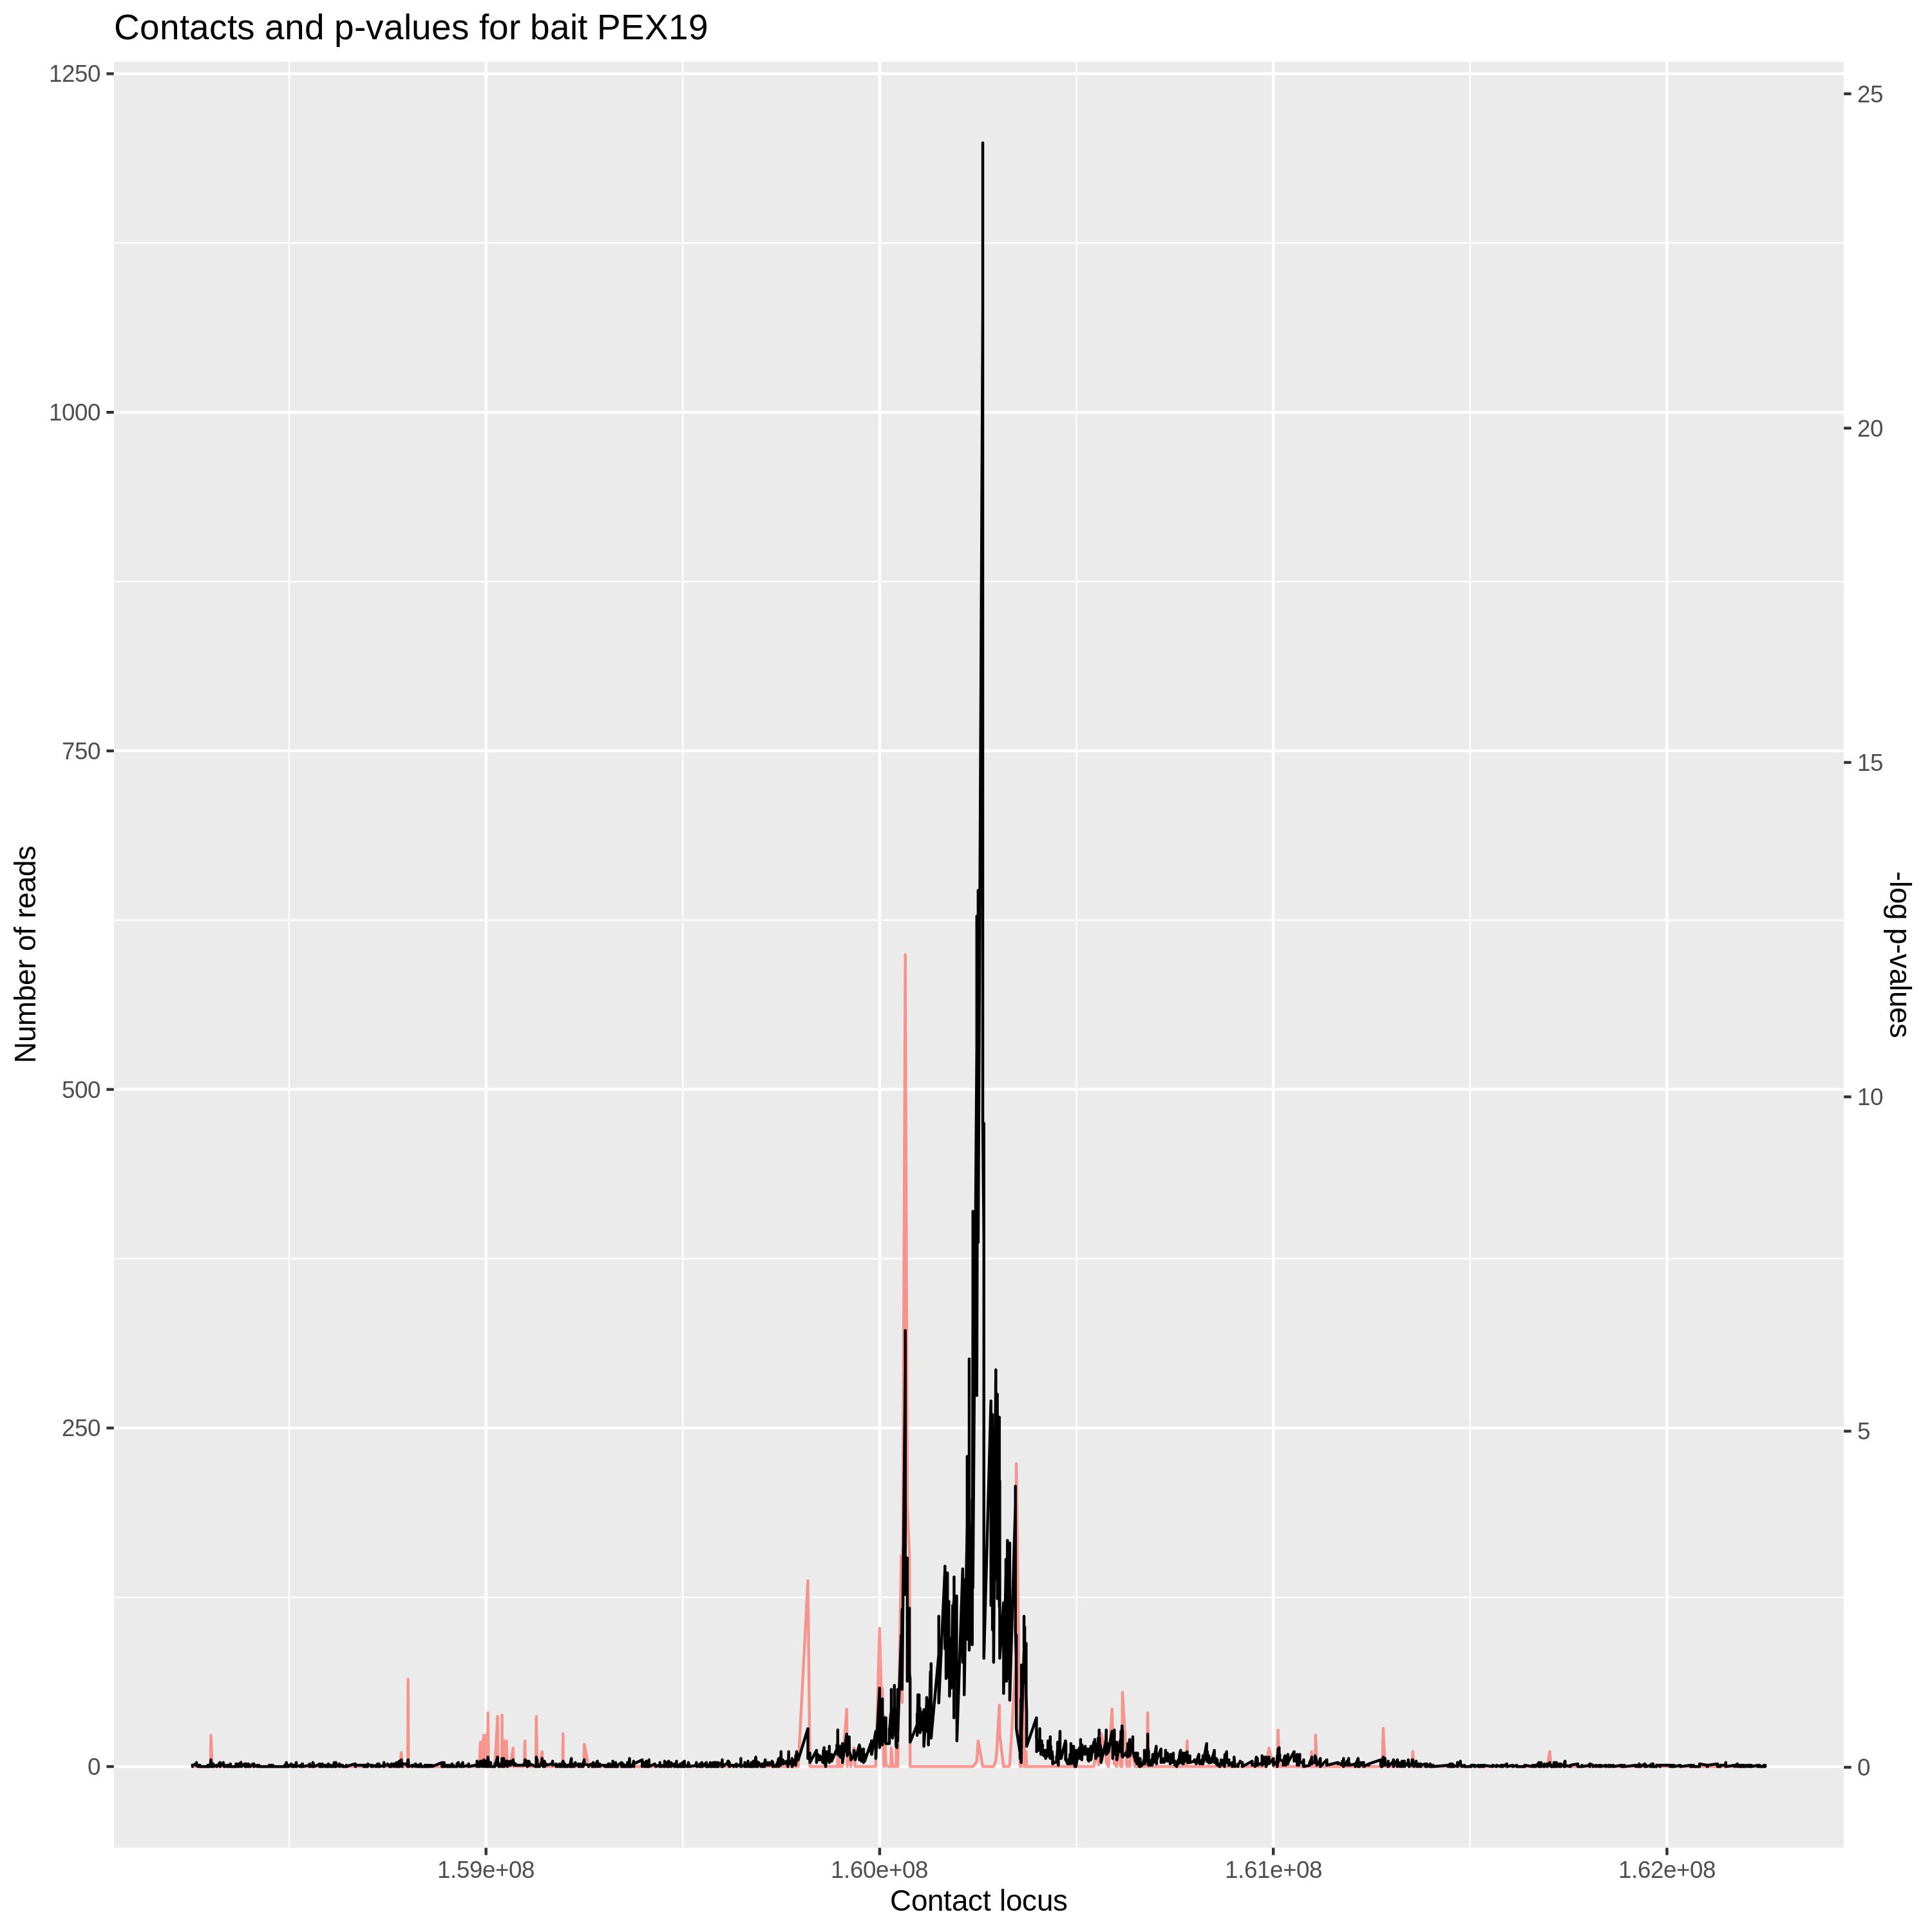 Contacts and p-values for bait PEX19
1250
1000
750
500
250
0
Number of reads
25
20
15
10
5
0
-log p-values
1.59e+08
1.60e+08
1.61e+08
1.62e+08
Contact locus